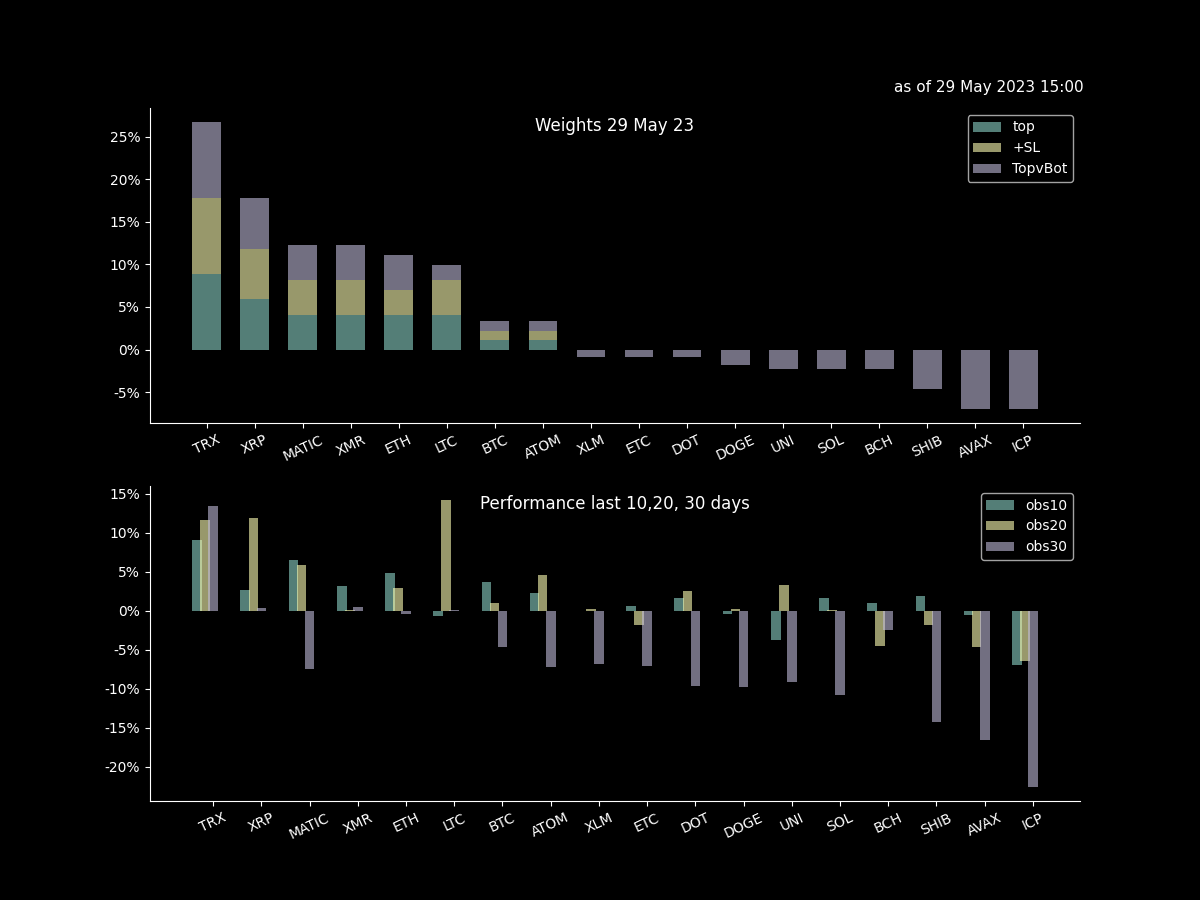 as of 29 May 2023 15:00
Weights 29 May 23
top
+SL
TopvBot
25%
20%
15%
10%
5%
0%
-5%
TRX XRP MATIC XMR ETH LTC BTC ATOM XLM ETC DOT DOGE UNI SOL BCH SHIB AVAX ICP
Performance last 10,20, 30 days
obs10
obs20
obs30
15%
10%
5%
0%
-5%
-10%
-15%
-20%
TRX XRP MATIC XMR ETH LTC BTC ATOM XLM ETC DOT DOGE UNI SOL BCH SHIB AVAX ICP